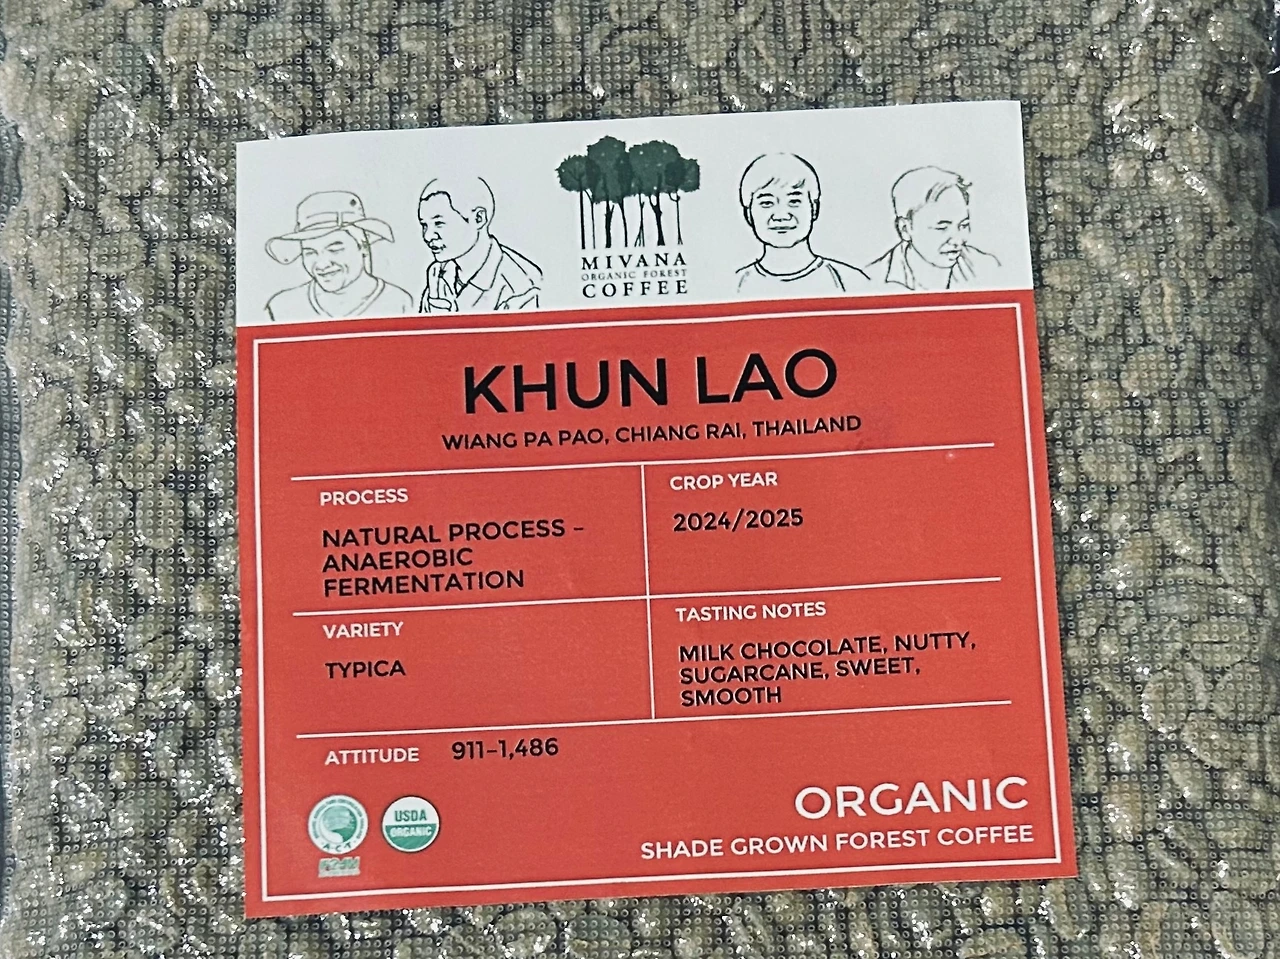 MIVANA
ORGANIC FOREST
COFFEE
KHUN LAO
WIANG PA PAO, CHIANG RAI, THAILAND
PROCESS
NATURAL PROCESS –
ANAEROBIC
FERMENTATION
CROP YEAR
2024/2025
VARIETY
TYPICA
TASTING NOTES
MILK CHOCOLATE, NUTTY,
SUGARCANE, SWEET,
SMOOTH
ATTITUDE 911–1,486
USDA
ORGANIC
ORGANIC
SHADE GROWN FOREST COFFEE